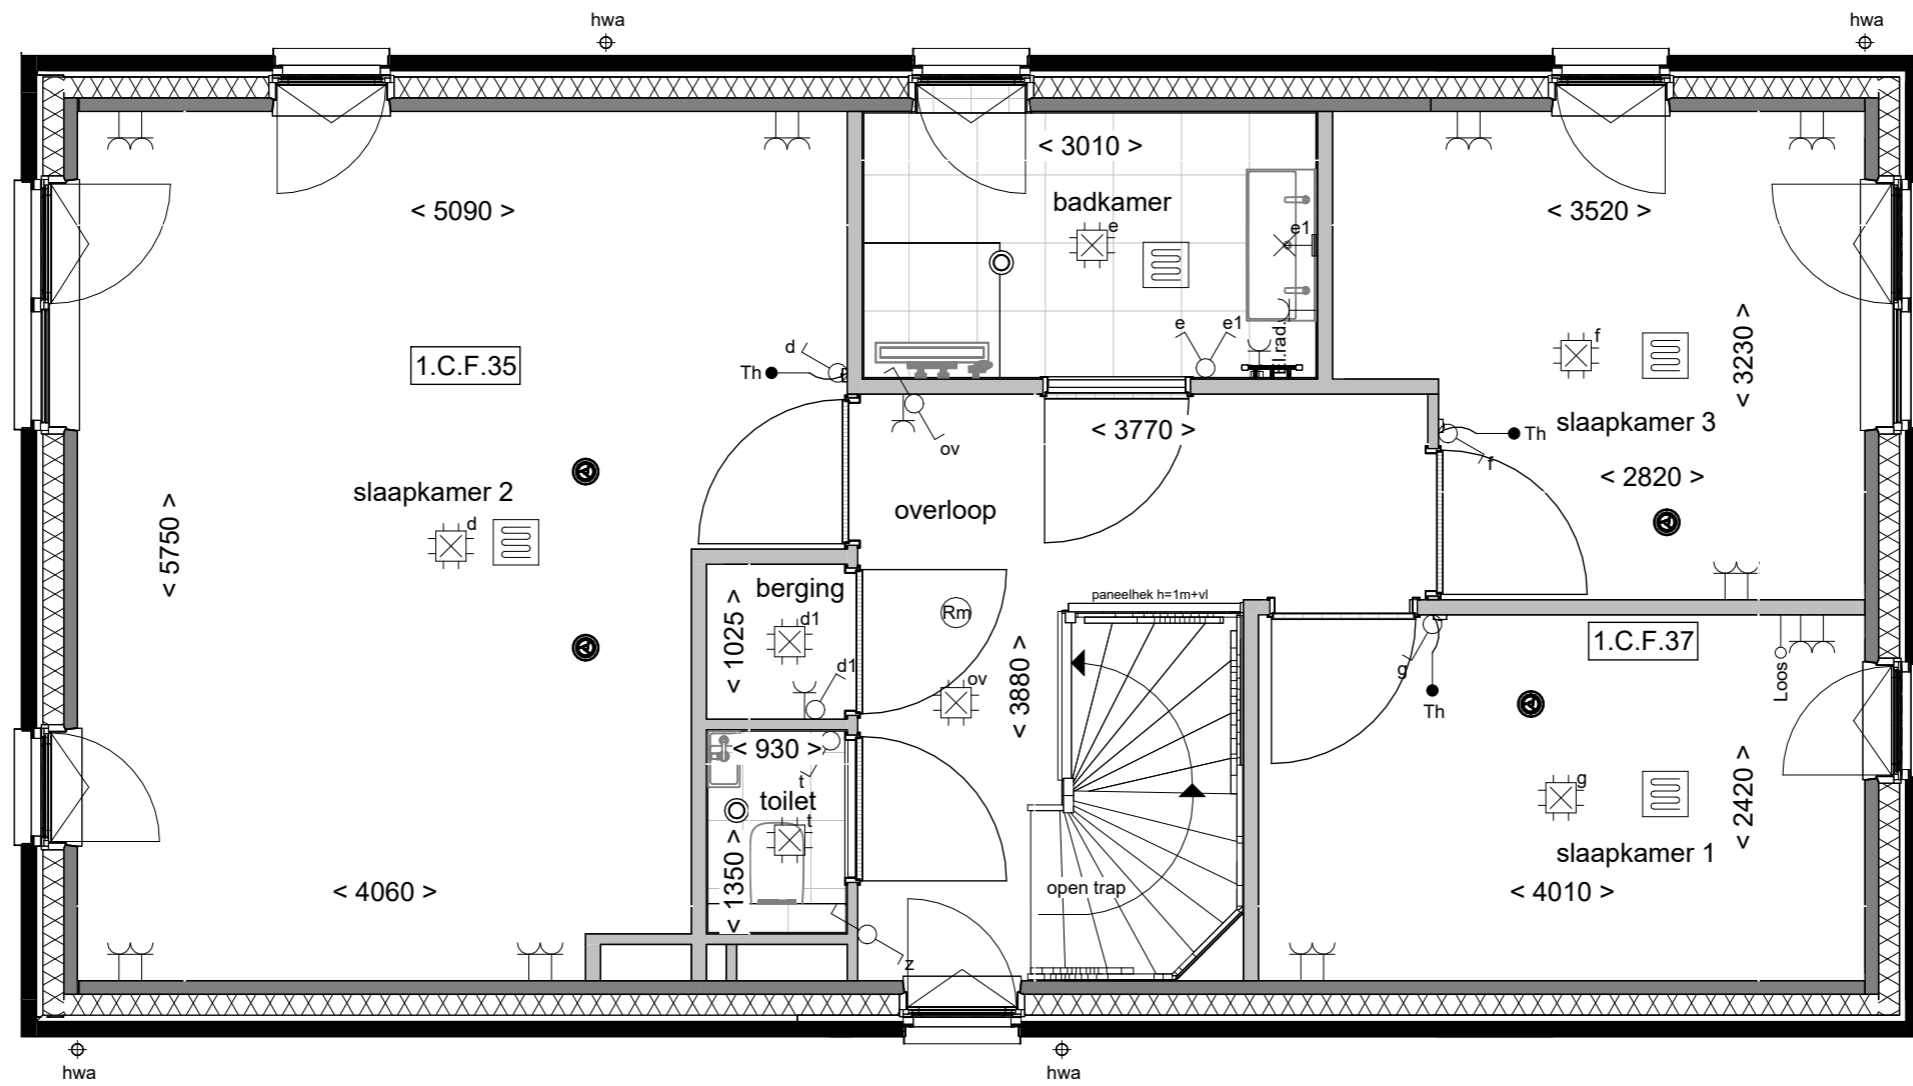 hwa
hwa
< 3010 >
badkamer
e
e1
< 5090 >
< 3520 >
1.C.F.35
d
Th
e
e1
el.rad.
f
< 3230 >
slaapkamer 3
< 3770 >
ov
Th
f
< 2820 >
slaapkamer 2
d
< 5750 >
overloop
berging
d1
< 1025 >
d1
Rm
ov
paneelhek h=1m+vl
< 3880 >
1.C.F.37
g
Th
Loos
< 930 >
t
toilet
t
< 1350 >
g
< 2420 >
slaapkamer 1
< 4060 >
open trap
< 4010 >
z
hwa
hwa